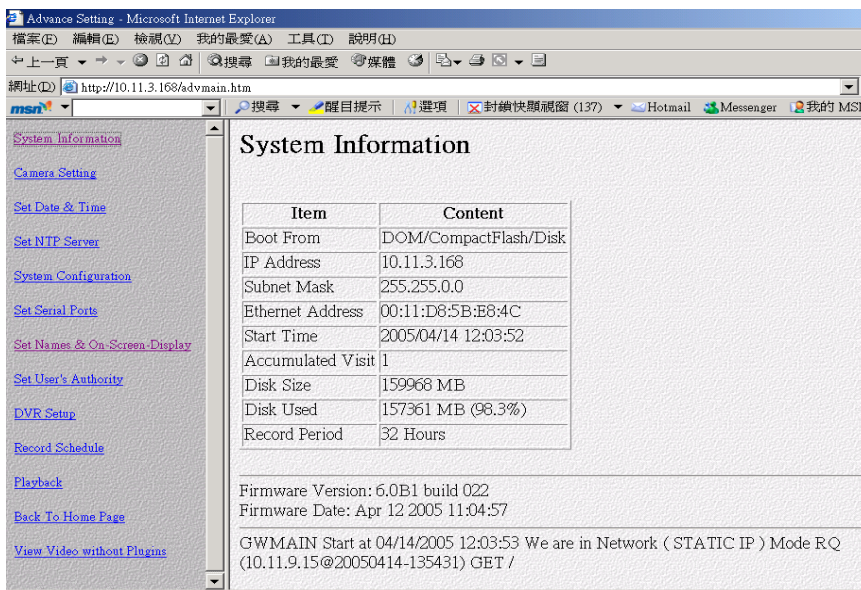 Advance Setting - Microsoft Internet Explorer
檔案(F) 編輯(E) 檢視(V) 我的最愛(A) 工具(T) 說明(H)
上一頁 搜尋 我的最愛 媒體
網址(D) http://10.11.3.168/advmain.htm
msn 搜尋 醒目提示 選項 封鎖快顯視窗 (137) Hotmail Messenger 我的 MSI
System Information
Camera Setting
Set Date & Time
Set NTP Server
System Configuration
Set Serial Ports
Set Names & On-Screen-Display
Set User's Authority
DVR Setup
Record Schedule
Playback
Back To Home Page
View Video without Plugins
System Information
Item Content
Boot From DOM/CompactFlash/Disk
IP Address 10.11.3.168
Subnet Mask 255.255.0.0
Ethernet Address 00:11:D8:5B:E8:4C
Start Time 2005/04/14 12:03:52
Accumulated Visit 1
Disk Size 159968 MB
Disk Used 157361 MB (98.3%)
Record Period 32 Hours
Firmware Version: 6.0B1 build 022
Firmware Date: Apr 12 2005 11:04:57
GWMAIN Start at 04/14/2005 12:03:53 We are in Network ( STATIC IP ) Mode RQ
(10.11.9.15@20050414-135431) GET /